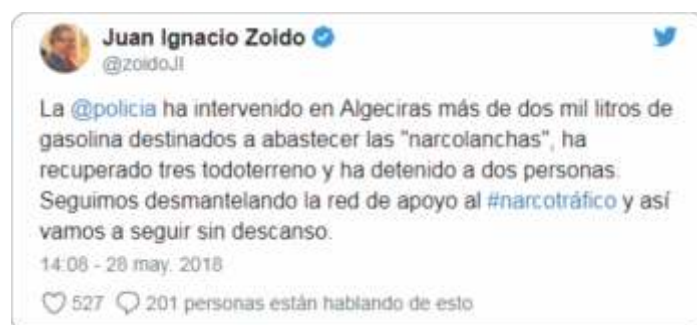 Juan Ignacio Zoido
@zoidoJI
La @policia ha intervenido en Algeciras más de dos mil litros de
gasolina destinados a abastecer las "narcolanchas", ha
recuperado tres todoterreno y ha detenido a dos personas.
Seguimos desmantelando la red de apoyo al #narcotráfico y así
vamos a seguir sin descanso.
14:08 - 28 may. 2018
527 201 personas están hablando de esto